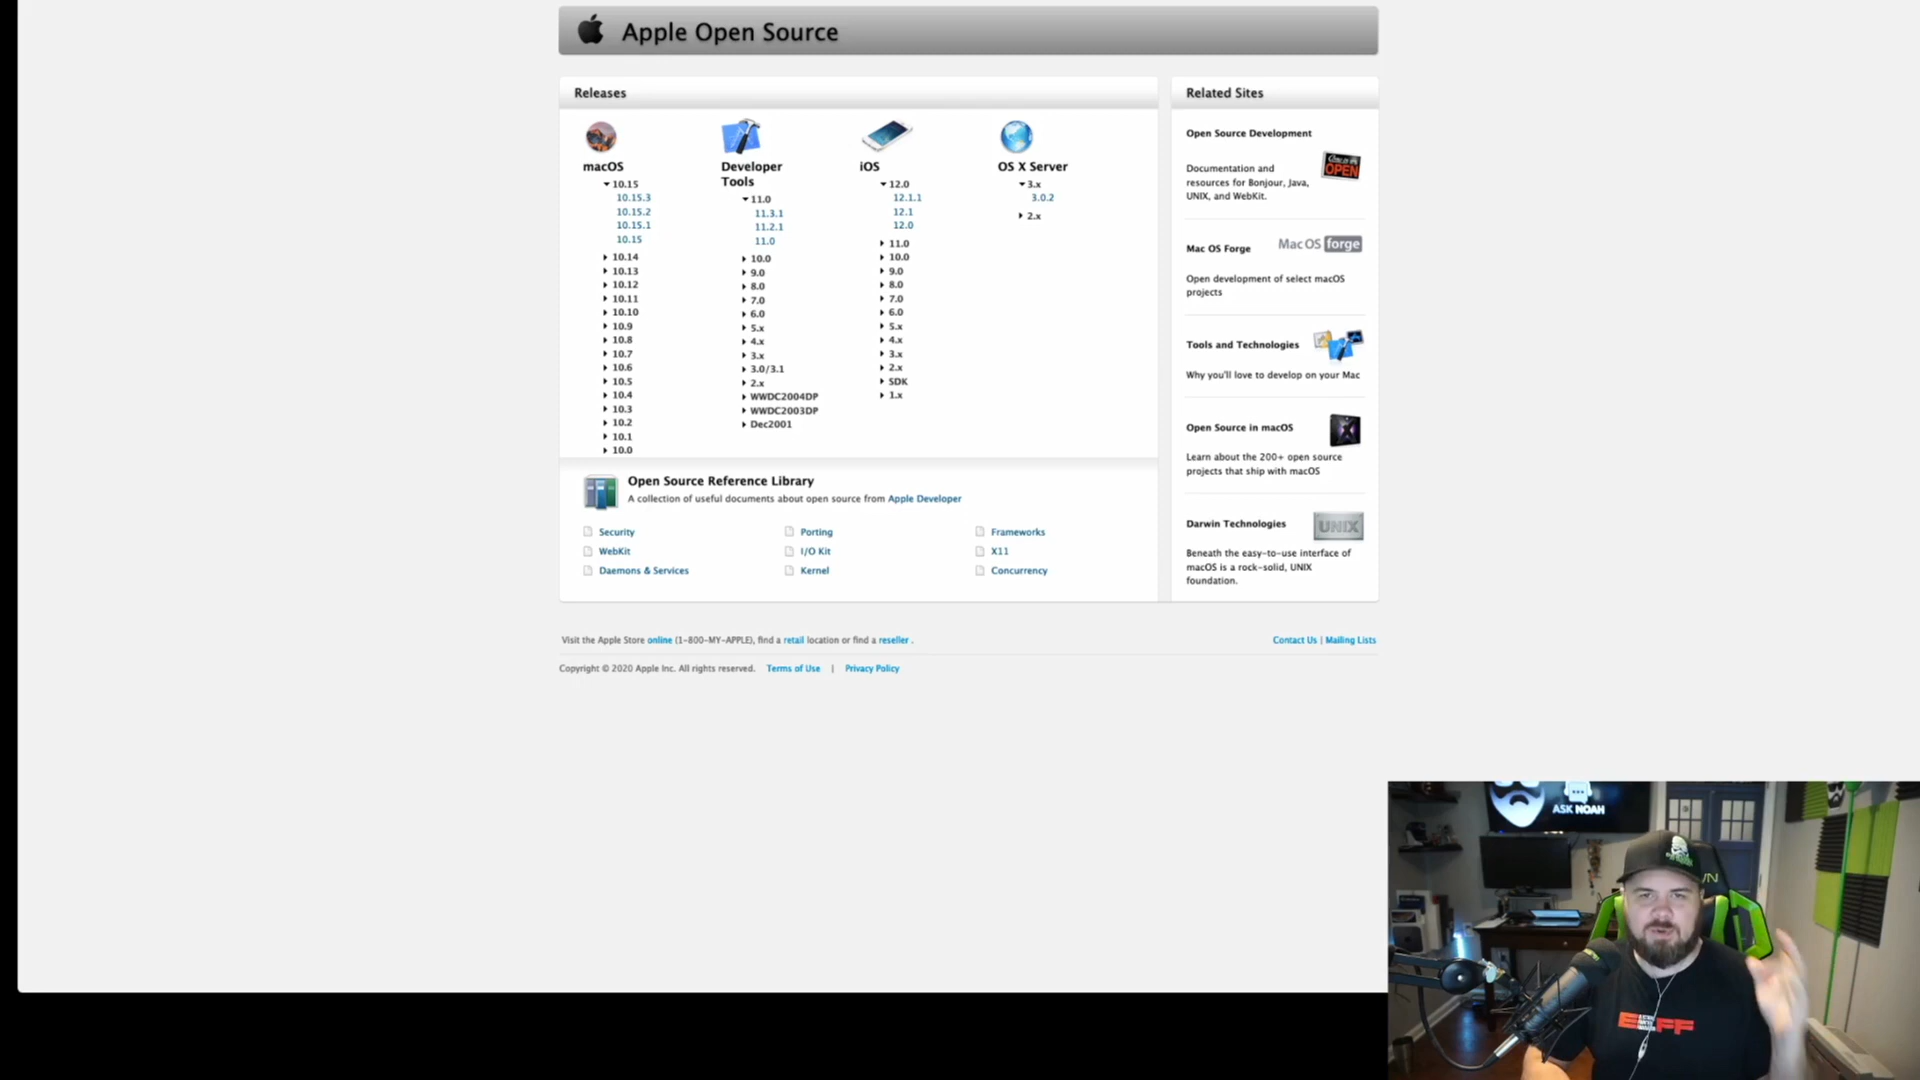 Apple Open Source
Releases
macOS
10.15
10.15.3
10.15.2
10.15.1
10.15
10.14
10.13
10.12
10.11
10.10
10.9
10.8
10.7
10.6
10.5
10.4
10.3
10.2
10.1
10.0
Developer
Tools
11.0
11.3.1
11.2.1
11.0
10.0
9.0
8.0
7.0
6.0
5.x
4.x
3.x
3.0/3.1
2.x
WWDC2004DP
WWDC2003DP
Dec2001
iOS
12.0
12.1.1
12.1
12.0
11.0
10.0
9.0
8.0
7.0
6.0
5.x
4.x
3.x
2.x
SDK
1.x
OS X Server
3.x
3.0.2
2.x
Open Source Reference Library
A collection of useful documents about open source from Apple Developer
Security
WebKit
Daemons & Services
Porting
I/O Kit
Kernel
Frameworks
X11
Concurrency
Related Sites
Open Source Development
OPEN
Documentation and
resources for Bonjour, Java,
UNIX, and WebKit.
Mac OS Forge
Mac OS forge
Open development of select macOS
projects
Tools and Technologies
Why you'll love to develop on your Mac
Open Source in macOS
X
Learn about the 200+ open source
projects that ship with macOS
Darwin Technologies
UNIX
Beneath the easy-to-use interface of
macOS is a rock-solid, UNIX
foundation.
Visit the Apple Store online (1-800-MY-APPLE), find a retail location or find a reseller .
Contact Us | Mailing Lists
Copyright © 2020 Apple Inc. All rights reserved. Terms of Use | Privacy Policy
ASK NOAH
EFF